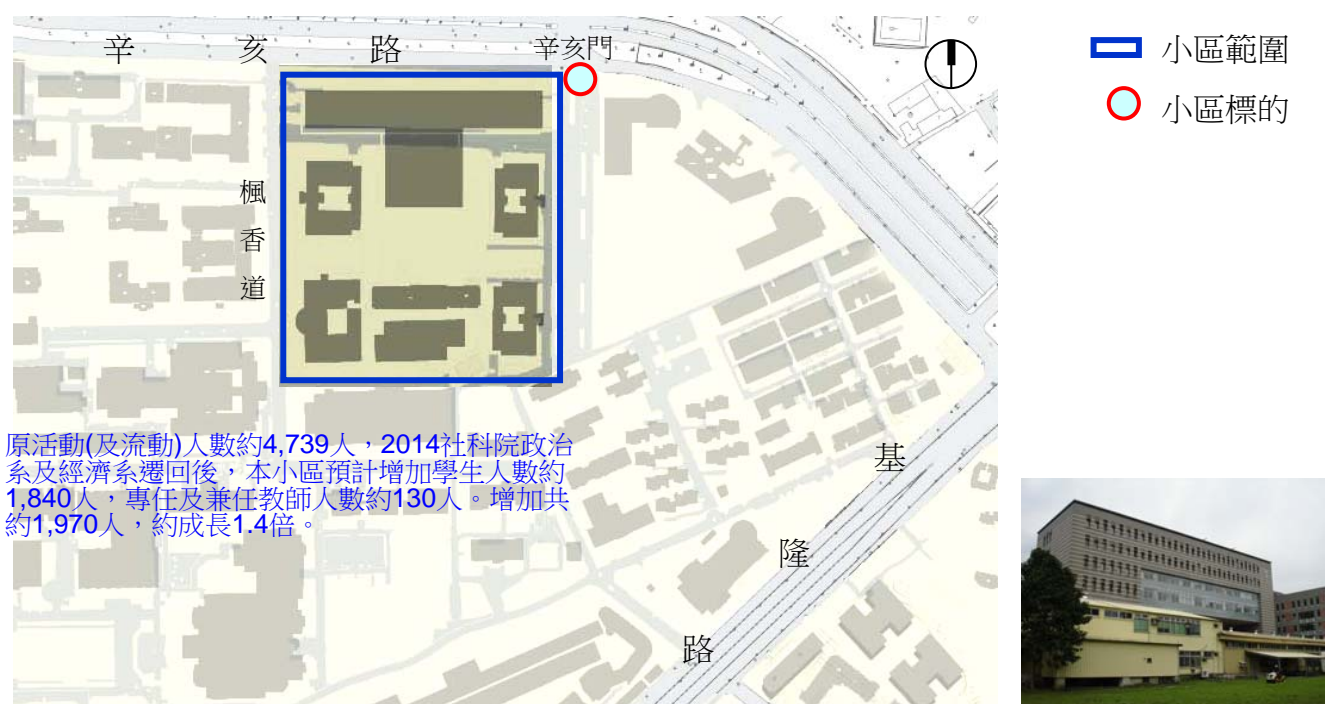 辛亥路
辛亥門
小區範圍
小區標的
楓香道
原活動(及流動)人數約4,739人，2014社科院政治
系及經濟系遷回後，本小區預計增加學生人數約
1,840人，專任及兼任教師人數約130人。增加共
約1,970人，約成長1.4倍。
基隆路